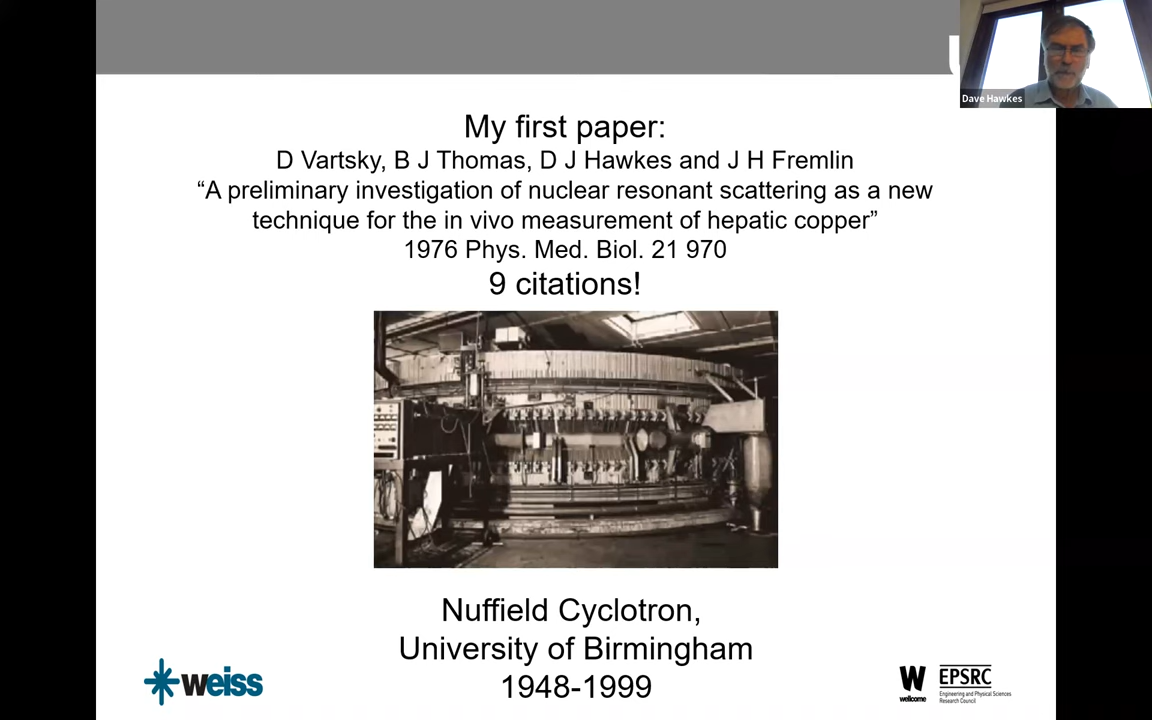 Dave Hawkes
My first paper:
D Vartsky, B J Thomas, D J Hawkes and J H Fremlin
“A preliminary investigation of nuclear resonant scattering as a new
technique for the in vivo measurement of hepatic copper”
1976 Phys. Med. Biol. 21 970
9 citations!
Nuffield Cyclotron,
University of Birmingham
1948-1999
weiss
W
wellcome
EPSRC
Engineering and Physical Sciences
Research Council